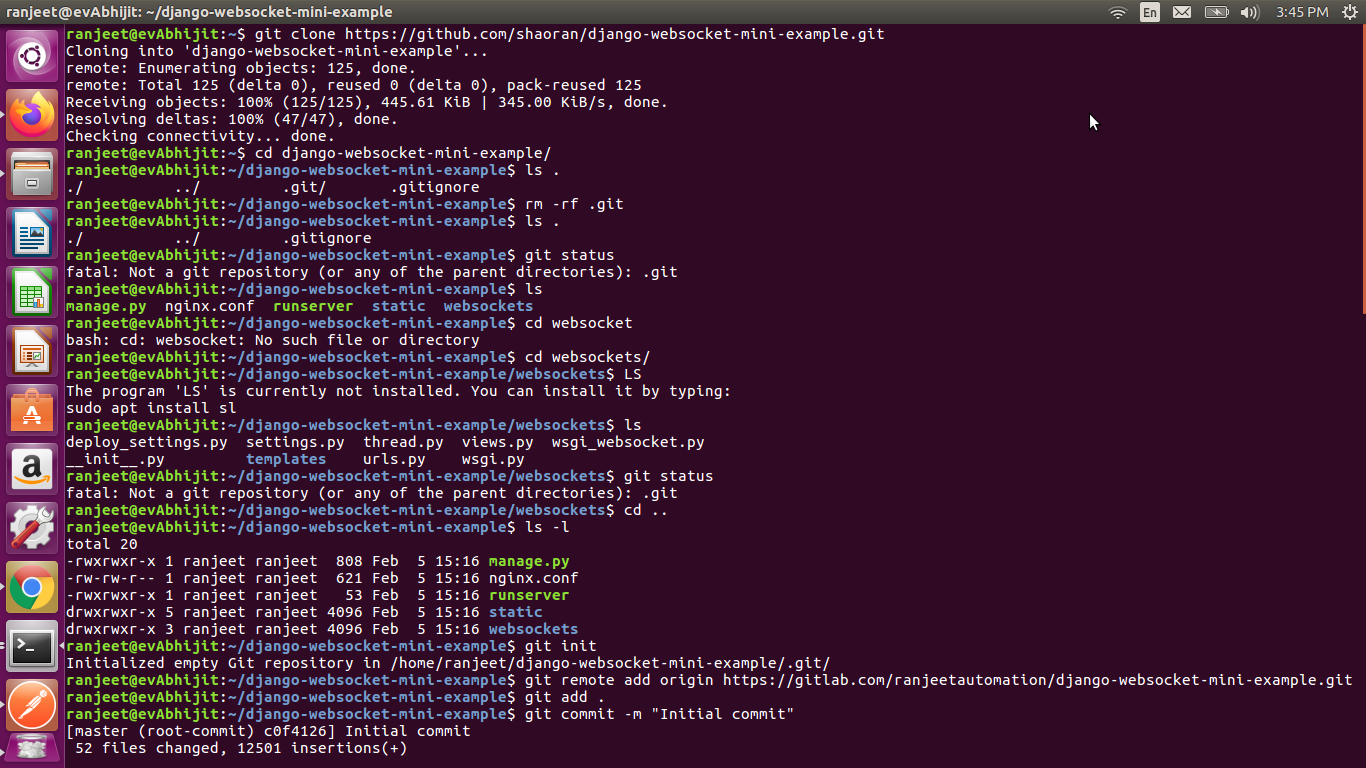 ranjeet@evAbhijit: ~/django-websocket-mini-example
En
3:45 PM
ranjeet@evAbhijit:~$ git clone https://github.com/shaoran/django-websocket-mini-example.git
Cloning into 'django-websocket-mini-example'...
remote: Enumerating objects: 125, done.
remote: Total 125 (delta 0), reused 0 (delta 0), pack-reused 125
Receiving objects: 100% (125/125), 445.61 KiB | 345.00 KiB/s, done.
Resolving deltas: 100% (47/47), done.
Checking connectivity... done.
ranjeet@evAbhijit:~$ cd django-websocket-mini-example/
ranjeet@evAbhijit:~/django-websocket-mini-example$ ls .
./          ../         .git/       .gitignore
ranjeet@evAbhijit:~/django-websocket-mini-example$ rm -rf .git
ranjeet@evAbhijit:~/django-websocket-mini-example$ ls .
./          ../         .gitignore
ranjeet@evAbhijit:~/django-websocket-mini-example$ git status
fatal: Not a git repository (or any of the parent directories): .git
ranjeet@evAbhijit:~/django-websocket-mini-example$ ls
manage.py  nginx.conf  runserver  static  websockets
ranjeet@evAbhijit:~/django-websocket-mini-example$ cd websocket
bash: cd: websocket: No such file or directory
ranjeet@evAbhijit:~/django-websocket-mini-example$ cd websockets/
ranjeet@evAbhijit:~/django-websocket-mini-example/websockets$ LS
The program 'LS' is currently not installed. You can install it by typing:
sudo apt install sl
ranjeet@evAbhijit:~/django-websocket-mini-example/websockets$ ls
deploy_settings.py  settings.py  thread.py  views.py  wsgi_websocket.py
__init__.py         templates    urls.py    wsgi.py
ranjeet@evAbhijit:~/django-websocket-mini-example/websockets$ git status
fatal: Not a git repository (or any of the parent directories): .git
ranjeet@evAbhijit:~/django-websocket-mini-example/websockets$ cd ..
ranjeet@evAbhijit:~/django-websocket-mini-example$ ls -l
total 20
-rwxrwxr-x 1 ranjeet ranjeet  808 Feb  5 15:16 manage.py
-rw-rw-r-- 1 ranjeet ranjeet  621 Feb  5 15:16 nginx.conf
-rwxrwxr-x 1 ranjeet ranjeet   53 Feb  5 15:16 runserver
drwxrwxr-x 5 ranjeet ranjeet 4096 Feb  5 15:16 static
drwxrwxr-x 3 ranjeet ranjeet 4096 Feb  5 15:16 websockets
ranjeet@evAbhijit:~/django-websocket-mini-example$ git init
Initialized empty Git repository in /home/ranjeet/django-websocket-mini-example/.git/
ranjeet@evAbhijit:~/django-websocket-mini-example$ git remote add origin https://gitlab.com/ranjeetautomation/django-websocket-mini-example.git
ranjeet@evAbhijit:~/django-websocket-mini-example$ git add .
ranjeet@evAbhijit:~/django-websocket-mini-example$ git commit -m "Initial commit"
[master (root-commit) c0f4126] Initial commit
 52 files changed, 12501 insertions(+)